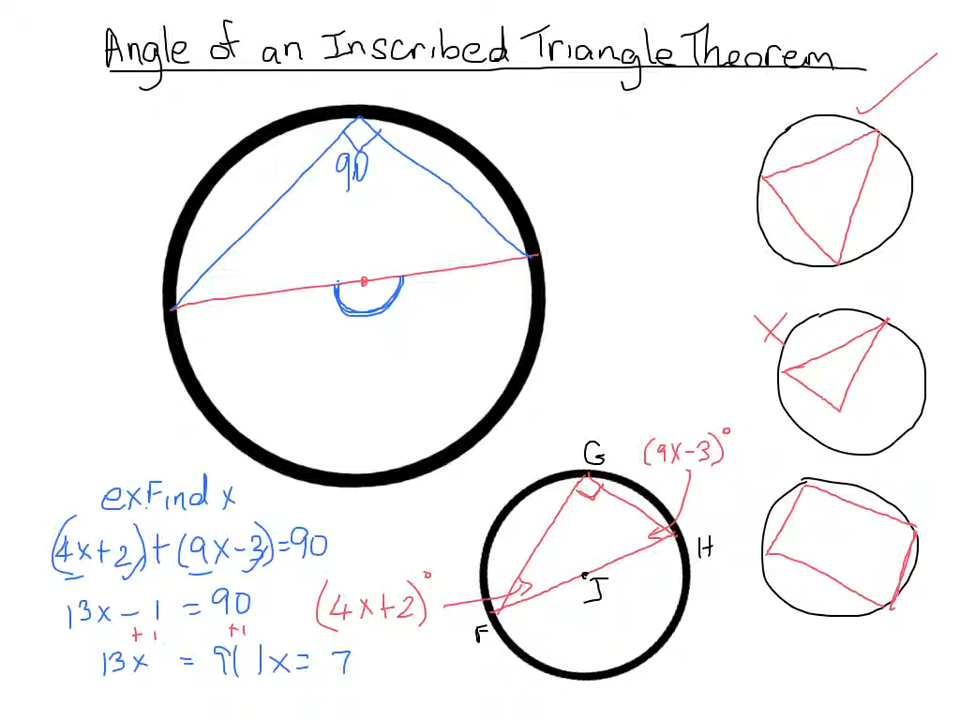 Angle of an Inscribed Triangle Theorem
90
ex. Find x
(4x+2)+(9x-3)=90
13x-1 = 90
+1 +1
13x = 91 | x = 7
G
(9x-3)°
H
J
(4x+2)°
F